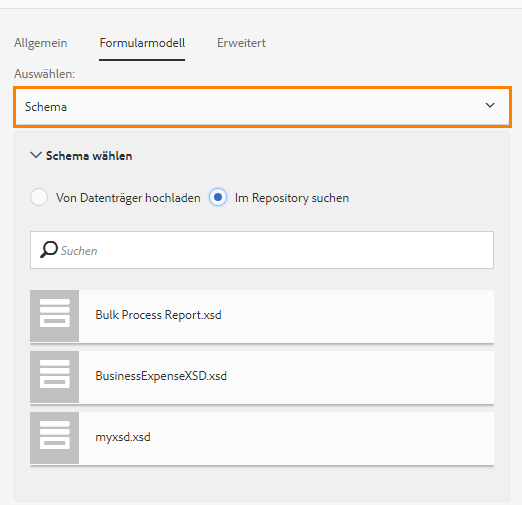 Allgemein Formularmodell Erweitert
Auswählen:
Schema
Schema wählen
Von Datenträger hochladen Im Repository suchen
Suchen
Bulk Process Report.xsd
BusinessExpenseXSD.xsd
myxsd.xsd